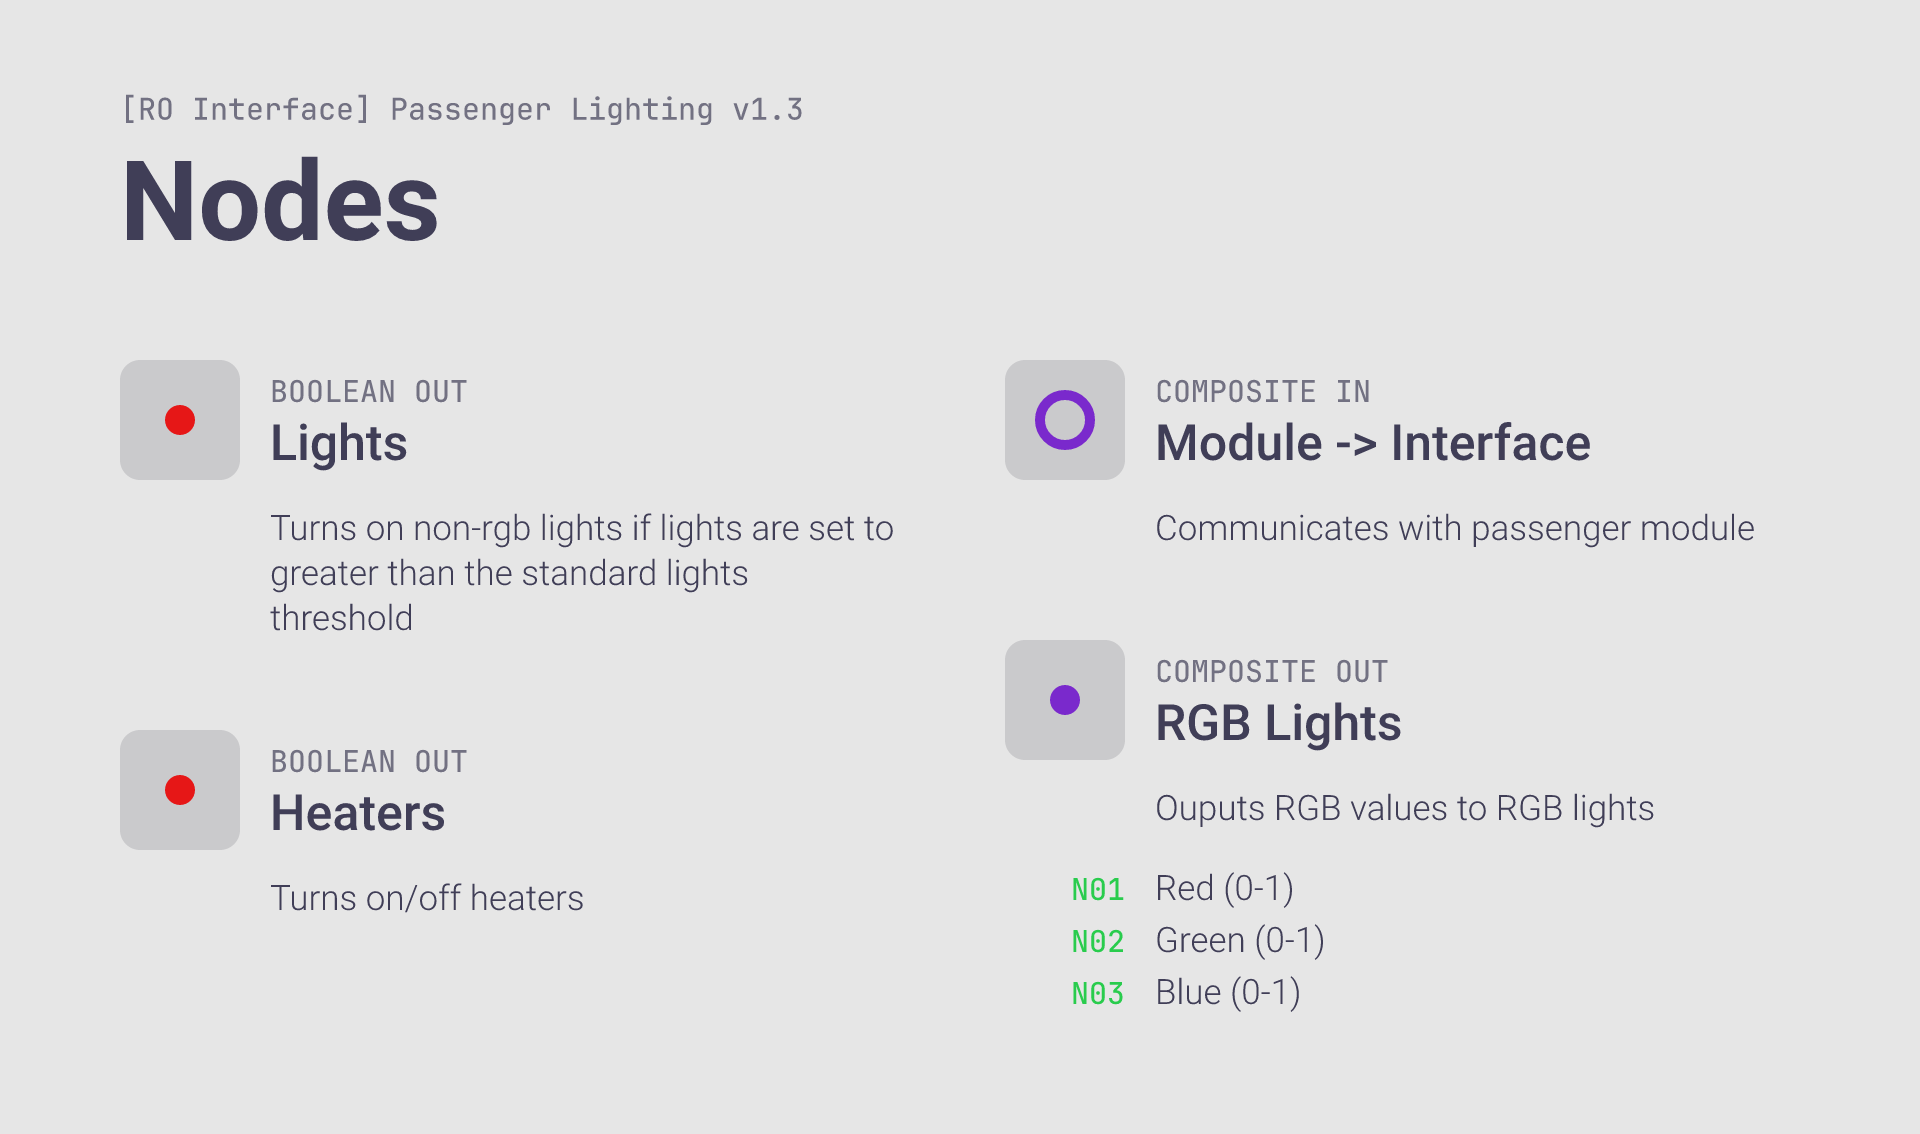 [RO Interface] Passenger Lighting v1.3
Nodes
BOOLEAN OUT
Lights
Turns on non-rgb lights if lights are set to
greater than the standard lights
threshold
BOOLEAN OUT
Heaters
Turns on/off heaters
COMPOSITE IN
Module -> Interface
Communicates with passenger module
COMPOSITE OUT
RGB Lights
Ouputs RGB values to RGB lights
N01 Red (0-1)
N02 Green (0-1)
N03 Blue (0-1)